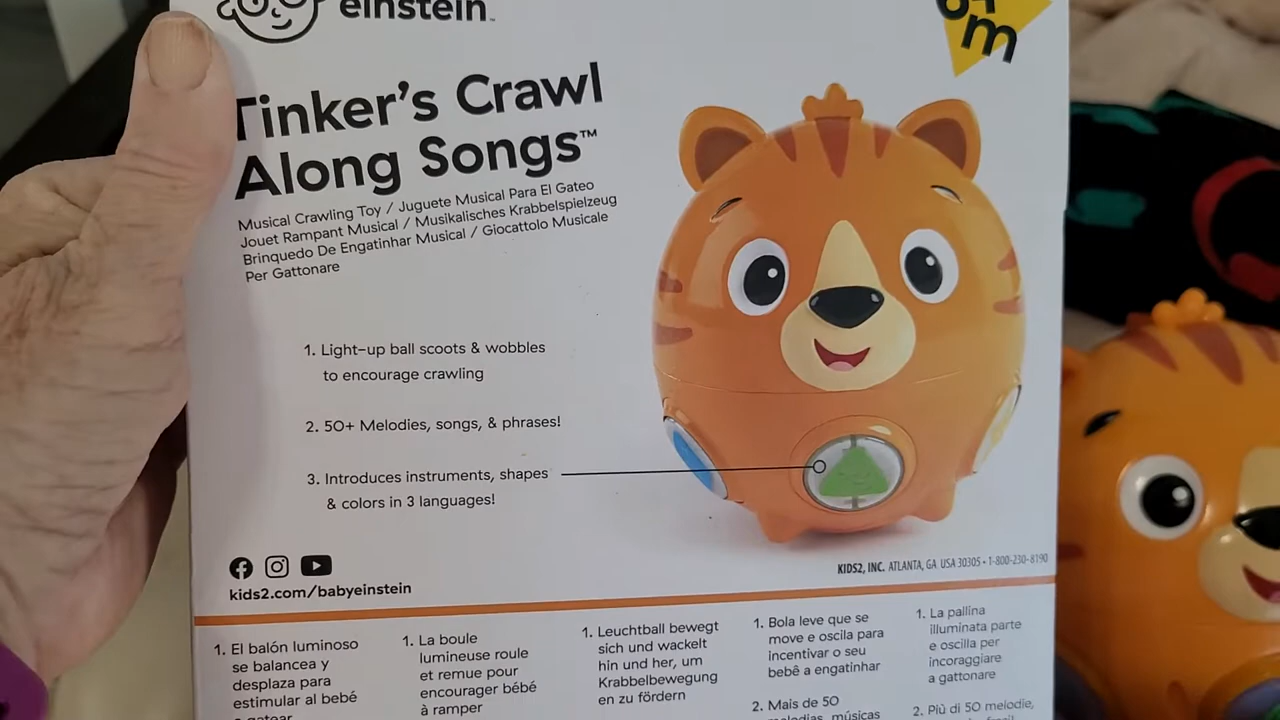 einstein™
6+
m
Tinker's Crawl
Along Songs™
Musical Crawling Toy / Juguete Musical Para El Gateo
Jouet Rampant Musical / Musikalisches Krabbelspielzeug
Brinquedo De Engatinhar Musical / Giocattolo Musicale
Per Gattonare
1. Light-up ball scoots & wobbles
to encourage crawling
2. 50+ Melodies, songs, & phrases!
3. Introduces instruments, shapes
& colors in 3 languages!
kids2.com/babyeinstein
KIDS2, INC. ATLANTA, GA USA 30305 • 1-800-230-8190
1. El balón luminoso
se balancea y
desplaza para
estimular al bebé
a gatear
1. La boule
lumineuse roule
et remue pour
encourager bébé
à ramper
1. Leuchtball bewegt
sich und wackelt
hin und her, um
Krabbelbewegung
en zu fördern
1. Bola leve que se
move e oscila para
incentivar o seu
bebê a engatinhar
2. Mais de 50
melodias, músicas
1. La pallina
illuminata parte
e oscilla per
incoraggiare
a gattonare
2. Più di 50 melodie,